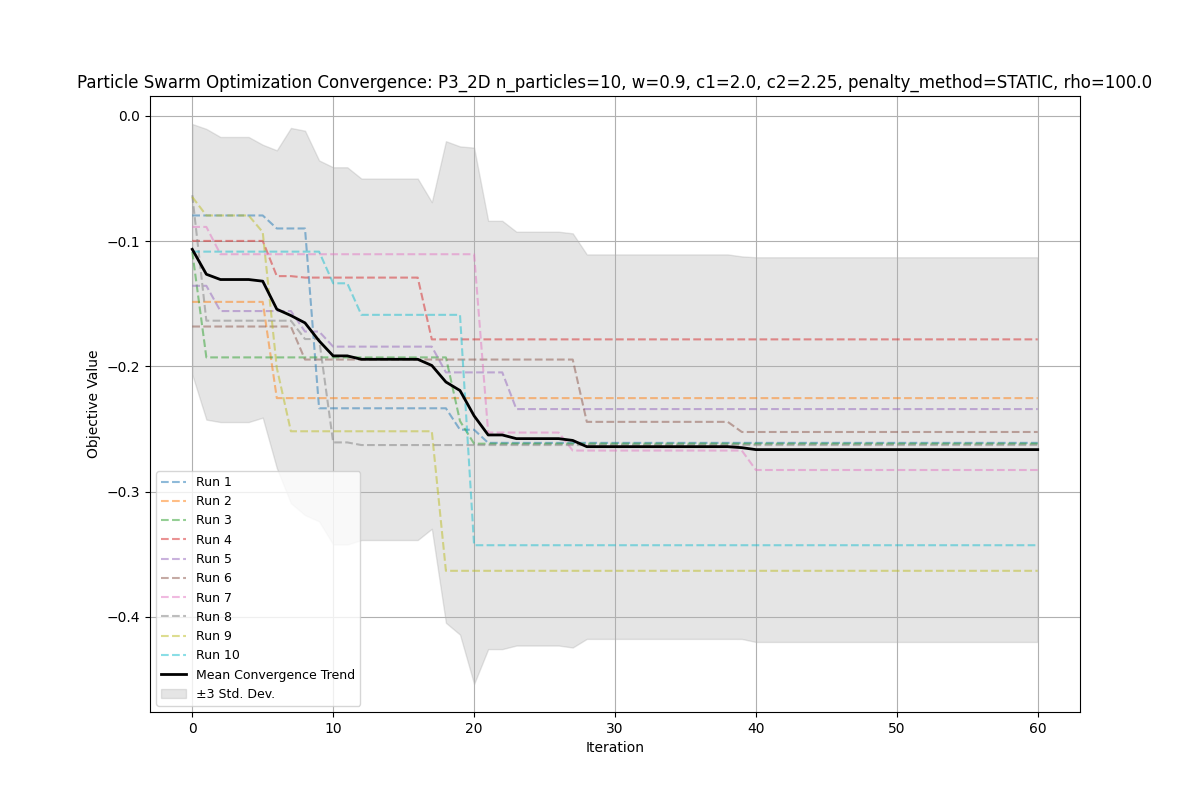 Particle Swarm Optimization Convergence: P3_2D n_particles=10, w=0.9, c1=2.0, c2=2.25, penalty_method=STATIC, rho=100.0
0.0
−0.1
−0.2
−0.3
−0.4
Objective Value
Run 1
Run 2
Run 3
Run 4
Run 5
Run 6
Run 7
Run 8
Run 9
Run 10
Mean Convergence Trend
±3 Std. Dev.
0 10 20 30 40 50 60
Iteration